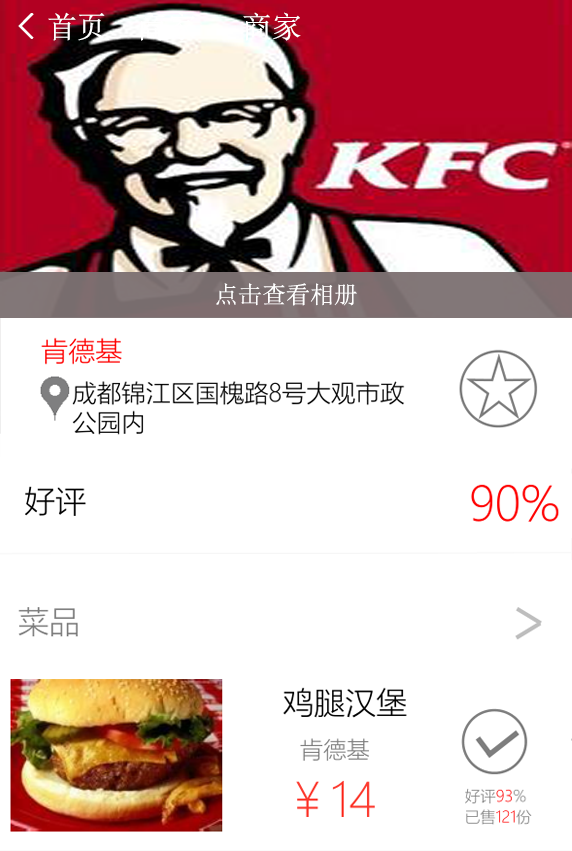 首页
商家
KFC
点击查看相册
肯德基
成都锦江区国槐路8号大观市政
公园内
好评
90%
菜品
鸡腿汉堡
肯德基
￥14
好评93%
已售121份